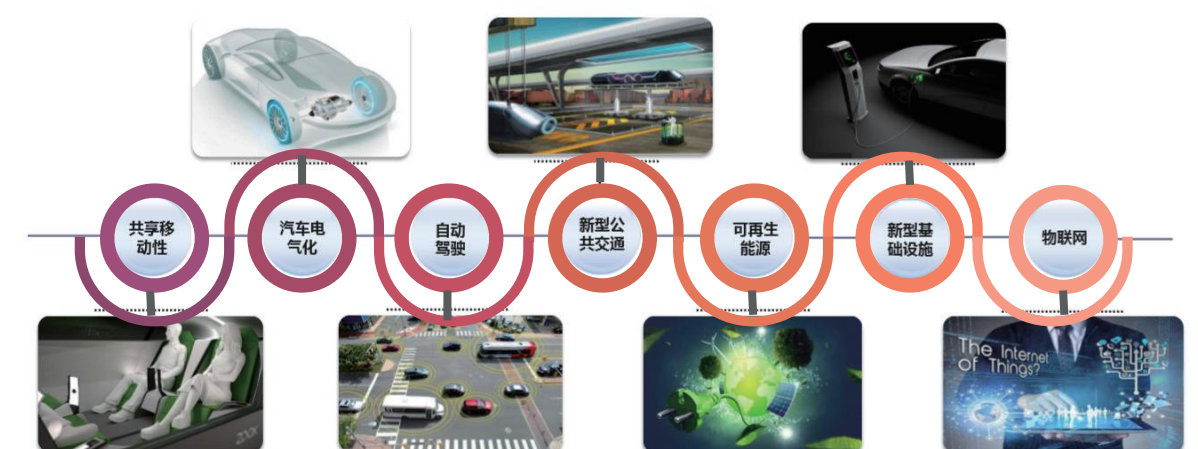 共享移
动性
汽车电
气化
自动
驾驶
新型公
共交通
可再生
能源
新型基
础设施
物联网
The Internet
of Things?